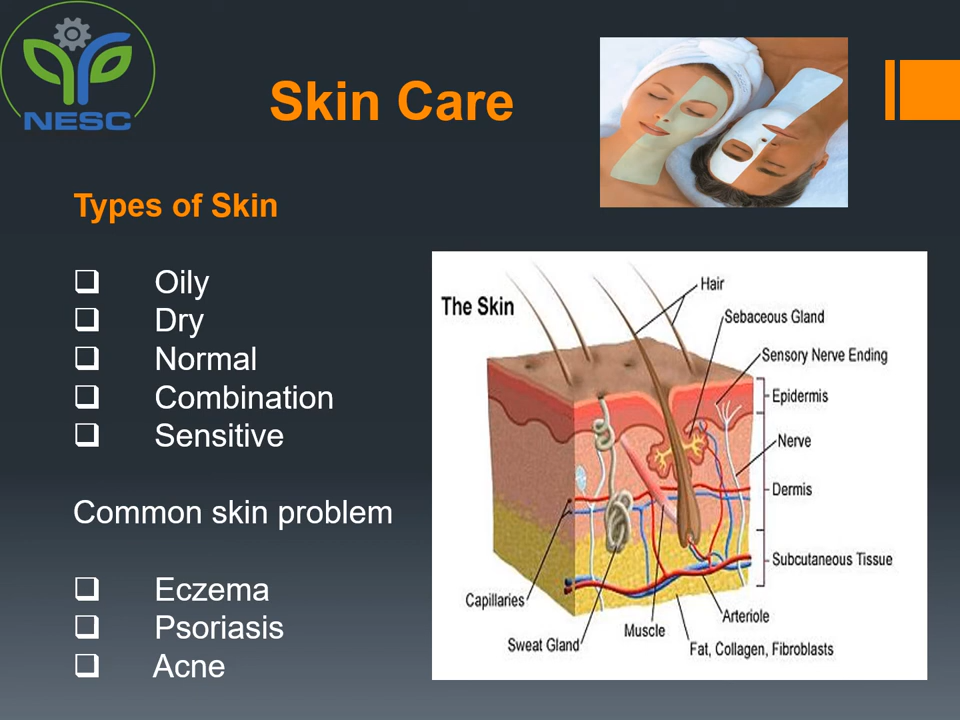 NESC
Skin Care
Types of Skin
❑ Oily
❑ Dry
❑ Normal
❑ Combination
❑ Sensitive
Common skin problem
❑ Eczema
❑ Psoriasis
❑ Acne
The Skin
Hair
Sebaceous Gland
Sensory Nerve Ending
Epidermis
Nerve
Dermis
Subcutaneous Tissue
Capillaries
Sweat Gland
Muscle
Arteriole
Fat, Collagen, Fibroblasts